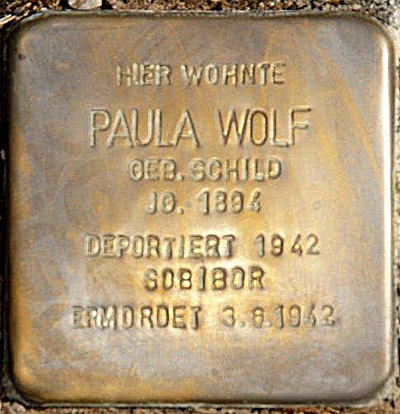 HIER WOHNTE
PAULA WOLF
GEB. SCHILD
JG. 1894
DEPORTIERT 1942
SOBIBOR
ERMORDET 3.6.1942